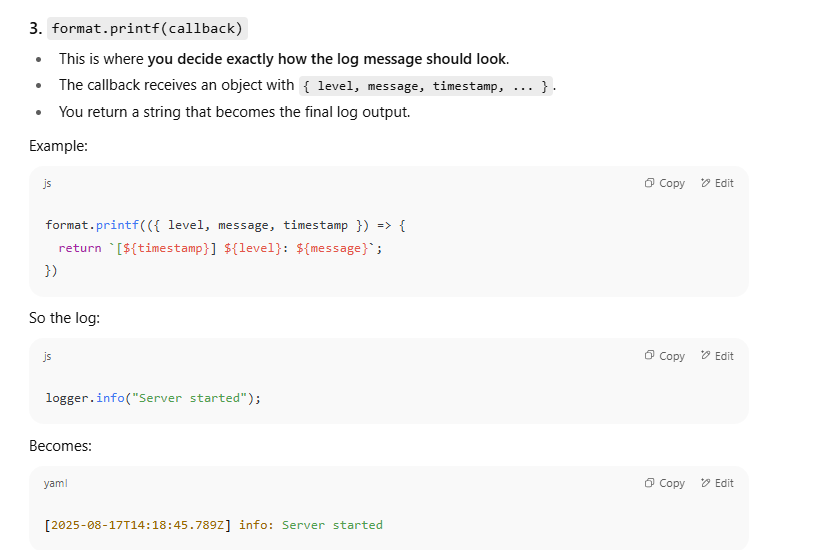 3. format.printf(callback)
• This is where you decide exactly how the log message should look.
• The callback receives an object with { level, message, timestamp, ... }.
• You return a string that becomes the final log output.
Example:
js Copy Edit
format.printf(({ level, message, timestamp }) => {
  return `[${timestamp}] ${level}: ${message}`;
})
So the log:
js Copy Edit
logger.info("Server started");
Becomes:
yaml Copy Edit
[2025-08-17T14:18:45.789Z] info: Server started